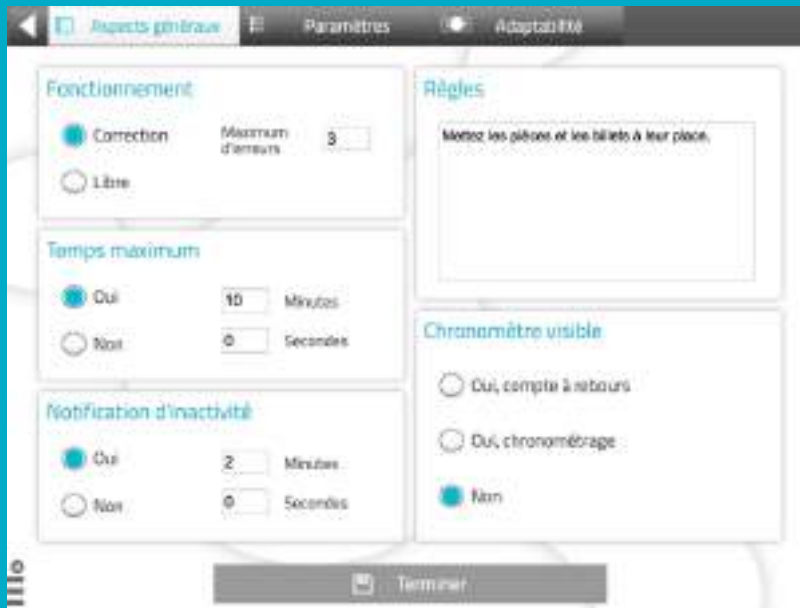 Aspects généraux
Paramètres
Adaptabilité
Fonctionnement
Correction
Maximum
d'erreurs
3
Libre
Temps maximum
Oui
10
Minutes
Non
0
Secondes
Notification d'inactivité
Oui
2
Minutes
Non
0
Secondes
Règles
Mettez les pièces et les billets à leur place.
Chronomètre visible
Oui, compte à rebours
Oui, chronométrage
Non
Terminer